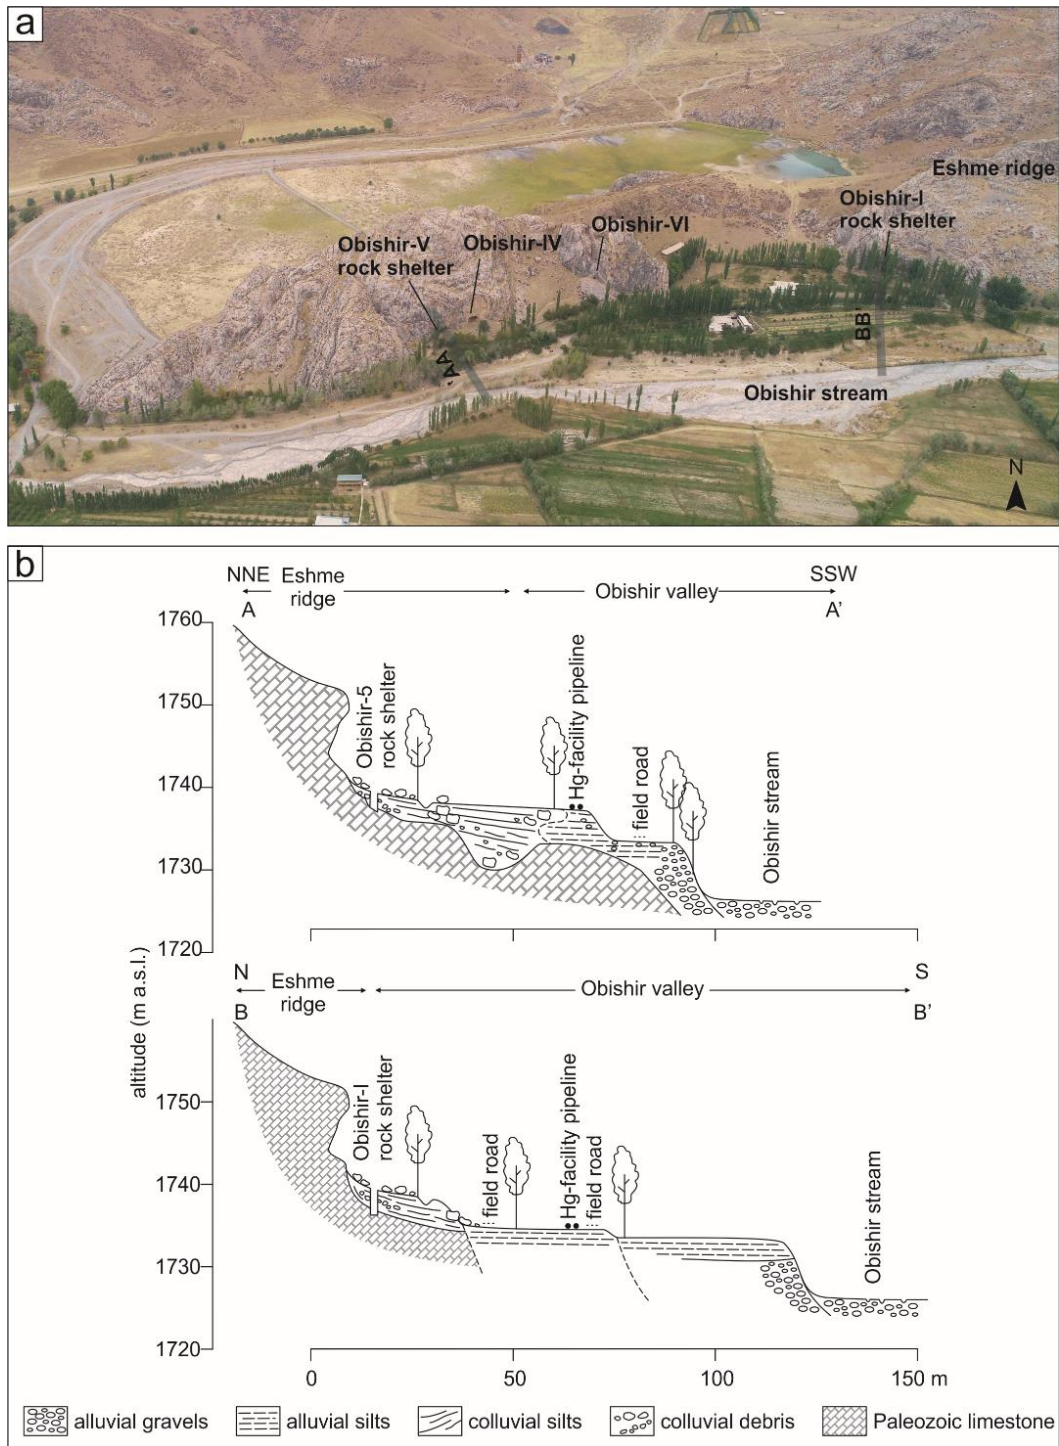 a
Eshme ridge
Obishir-I
rock shelter
Obishir-VI
Obishir-IV
Obishir-V
rock shelter
AA'
BB
Obishir stream
N
b
NNE
Eshme
ridge
Obishir valley
SSW
A
A'
1760
1750
1740
1730
1720
Obishir-5
rock shelter
Hg-facility pipeline
field road
Obishir stream
altitude (m a.s.l.)
N
Eshme
ridge
Obishir valley
S
B
B'
1750
1740
1730
1720
Obishir-I
rock shelter
field road
Hg-facility pipeline
field road
Obishir stream
0
50
100
150 m
alluvial gravels
alluvial silts
colluvial silts
colluvial debris
Paleozoic limestone